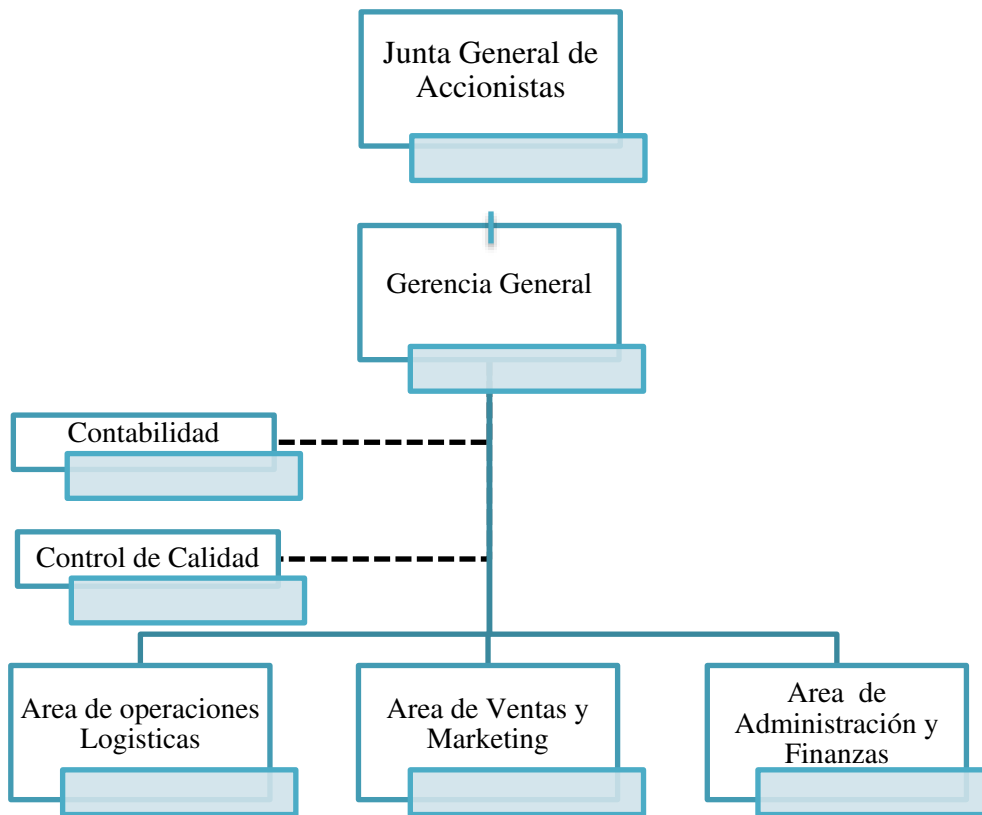 Junta General de
Accionistas
Gerencia General
Contabilidad
Control de Calidad
Area de operaciones
Logisticas
Area de Ventas y
Marketing
Area de
Administración y
Finanzas